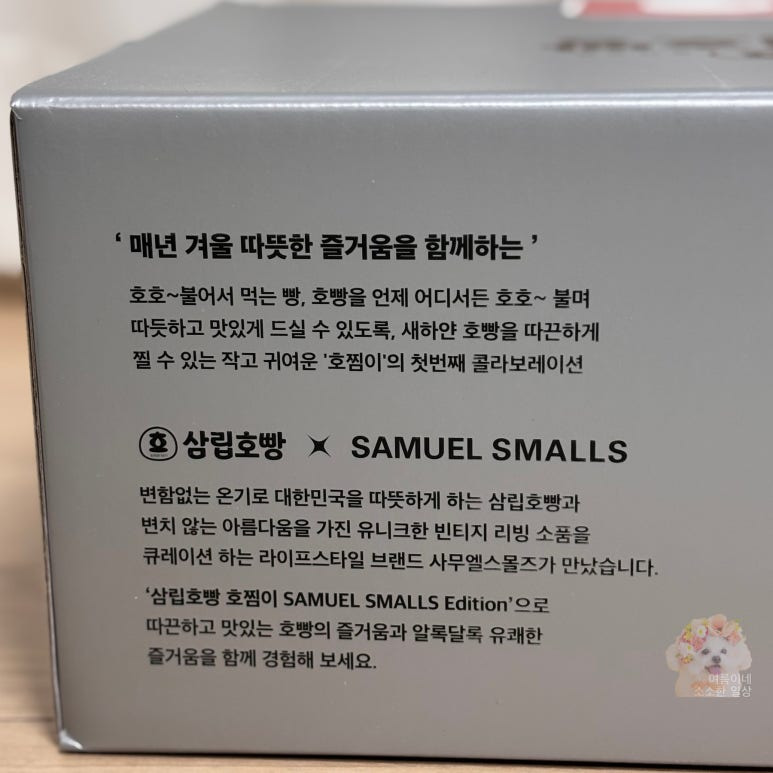 ‘ 매년 겨울 따뜻한 즐거움을 함께하는 ’
호호~불어서 먹는 빵, 호빵을 언제 어디서든 호호~ 불며
따듯하고 맛있게 드실 수 있도록, 새하얀 호빵을 따끈하게
찔 수 있는 작고 귀여운 '호찜이'의 첫번째 콜라보레이션
호 삼립호빵 SAMUEL SMALLS
변함없는 온기로 대한민국을 따뜻하게 하는 삼립호빵과
변치 않는 아름다움을 가진 유니크한 빈티지 리빙 소품을
큐레이션 하는 라이프스타일 브랜드 사무엘스몰즈가 만났습니다.
‘삼립호빵 호찜이 SAMUEL SMALLS Edition’으로
따끈하고 맛있는 호빵의 즐거움과 알록달록 유쾌한
즐거움을 함께 경험해 보세요.
여름이네
소소한 일상